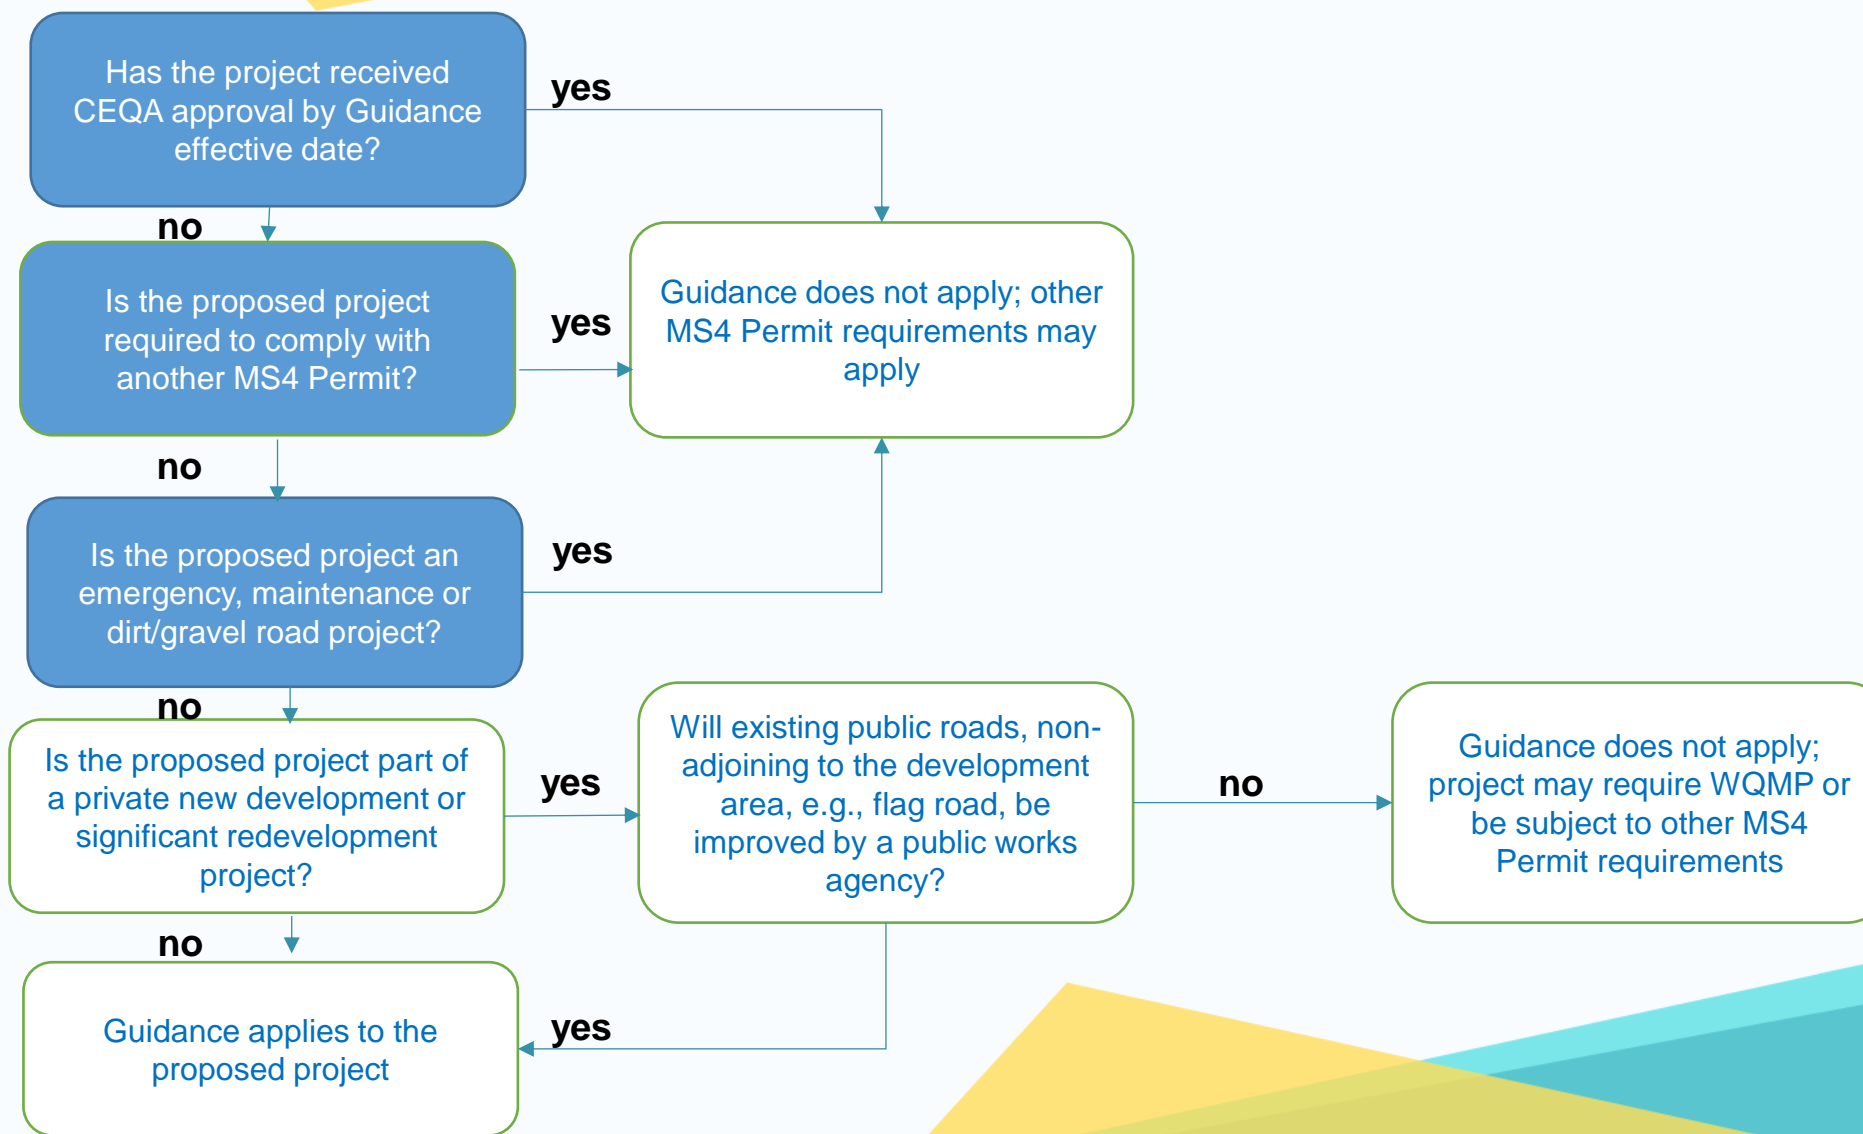 Has the project received
CEQA approval by Guidance
effective date?
yes
no
Is the proposed project
required to comply with
another MS4 Permit?
yes
Guidance does not apply; other
MS4 Permit requirements may
apply
no
Is the proposed project an
emergency, maintenance or
dirt/gravel road project?
yes
no
Is the proposed project part of
a private new development or
significant redevelopment
project?
yes
Will existing public roads, non-
adjoining to the development
area, e.g., flag road, be
improved by a public works
agency?
no
Guidance does not apply;
project may require WQMP or
be subject to other MS4
Permit requirements
no
Guidance applies to the
proposed project
yes